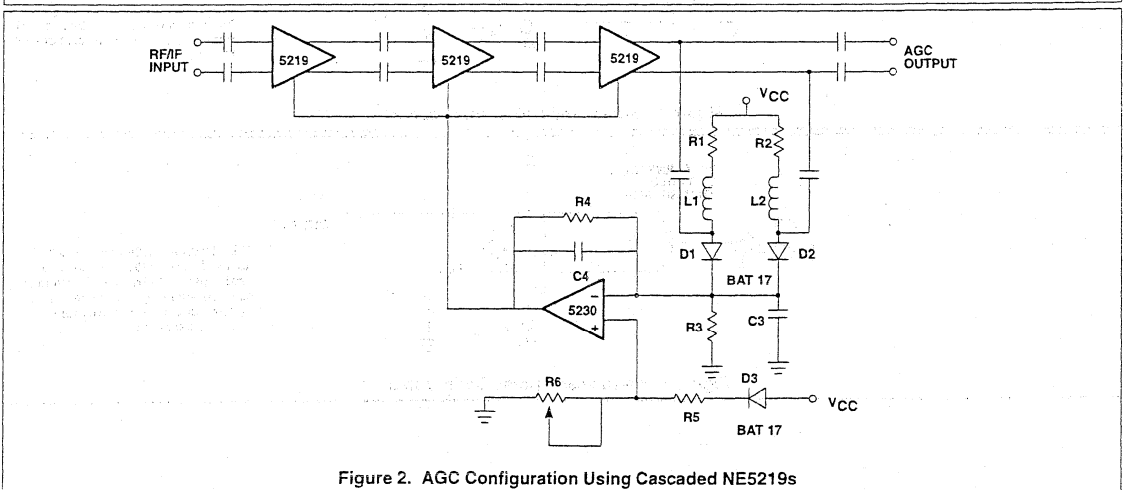 RF/IF
INPUT
5219
5219
5219
AGC
OUTPUT
VCC
R1
R2
L1
L2
R4
C4
D1
D2
BAT 17
5230
−
+
R3
C3
R6
R5
D3
BAT 17
VCC
Figure 2. AGC Configuration Using Cascaded NE5219s